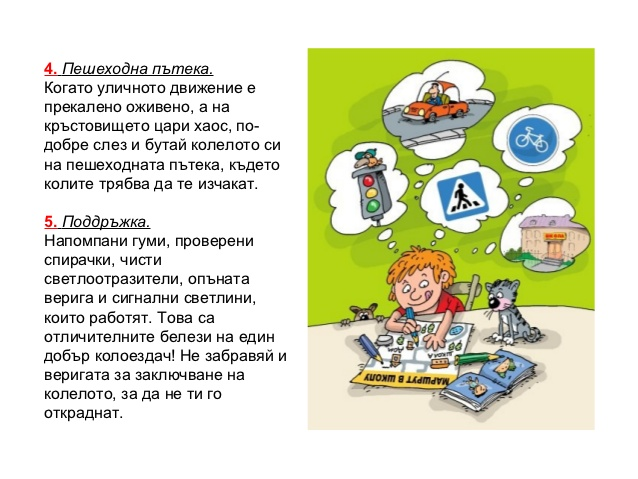 4. Пешеходна пътека.
Когато уличното движение е
прекалено оживено, а на
кръстовището цари хаос, по-
добре слез и бутай колелото си
на пешеходната пътека, където
колите трябва да те изчакат.
5. Поддръжка.
Напомпани гуми, проверени
спирачки, чисти
светлоотразители, опъната
верига и сигнални светлини,
които работят. Това са
отличителните белези на един
добър колоездач! Не забравяй и
веригата за заключване на
колелото, за да не ти го
откраднат.
ШКОЛА
ДОМ
МАРШРУТ В ШКОЛУ